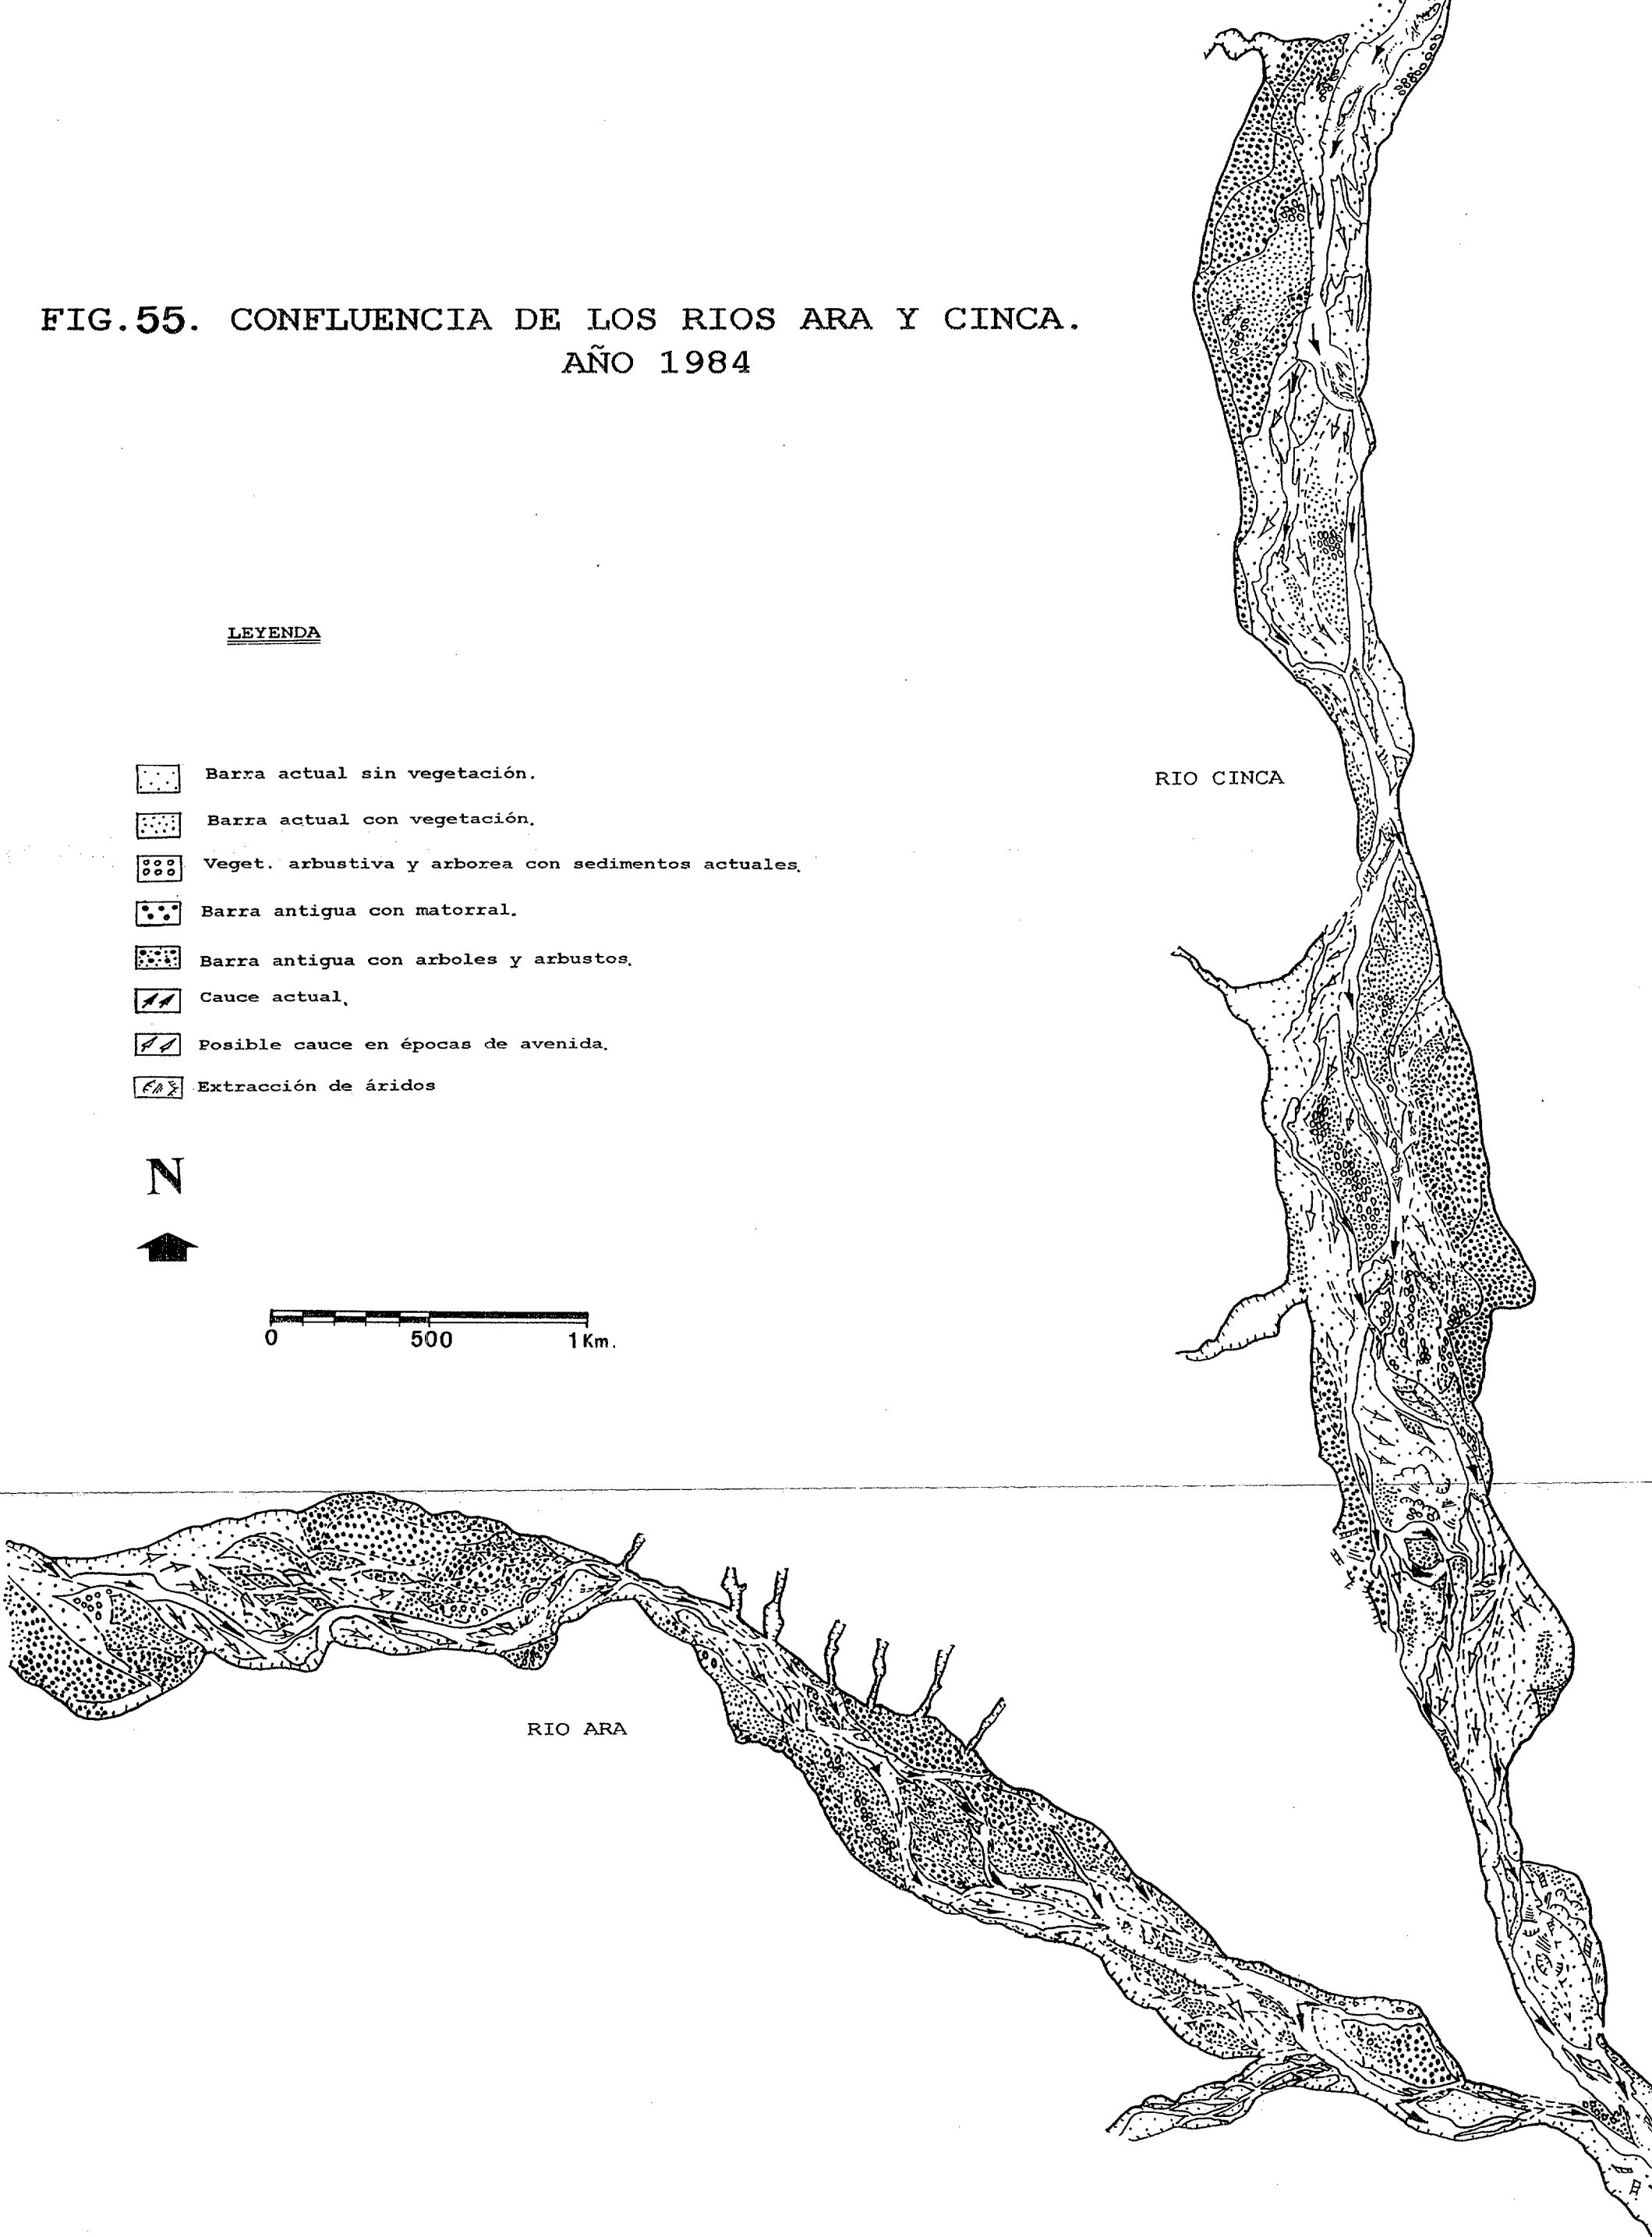 FIG.55. CONFLUENCIA DE LOS RIOS ARA Y CINCA.
AÑO 1984
LEYENDA
Barra actual sin vegetación.
Barra actual con vegetación.
Veget. arbustiva y arborea con sedimentos actuales.
Barra antigua con matorral.
Barra antigua con arboles y arbustos.
Cauce actual.
Posible cauce en épocas de avenida.
Extracción de áridos
N
0 500 1 Km.
RIO CINCA
RIO ARA